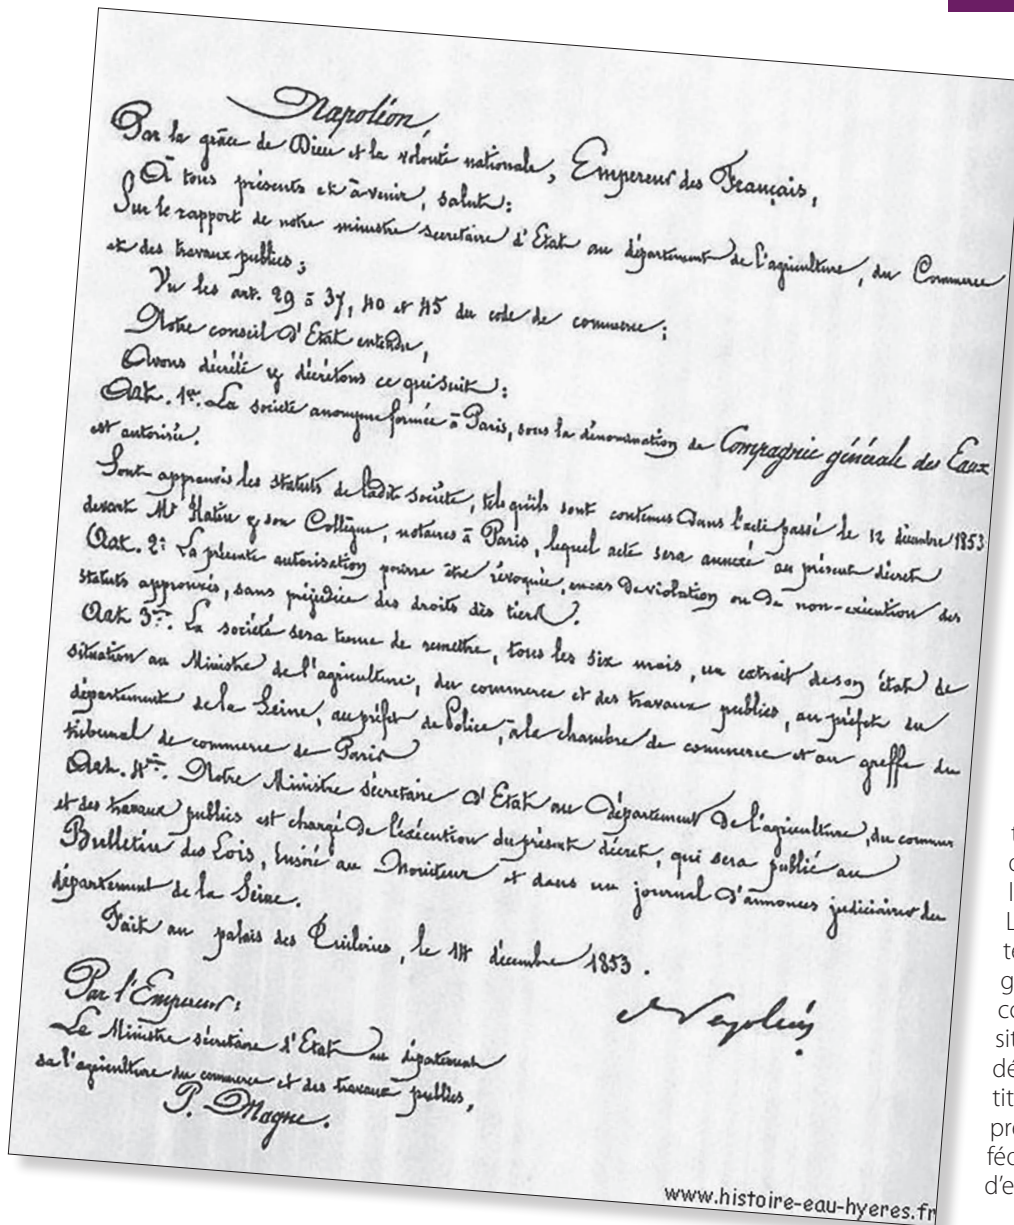 Napoléon,
Par la grâce de Dieu et la volonté nationale, Empereur des Français,
À tous présents et à venir, salut:
Sur le rapport de notre ministre secrétaire d'Etat au département de l'agriculture, du Commerce
et des travaux publics;
Vu les art. 29 à 37, 40 et 45 du code de commerce;
Notre conseil d'Etat entendu,
Avons décrété et décrétons ce qui suit:
Art. 1er. La société anonyme formée à Paris, sous la dénomination de Compagnie générale des Eaux
est autorisée.
Sont approuvés les statuts de ladite société, tels qu'ils sont contenus dans l'acte passé le 12 décembre 1853
devant Me et son Collègue, notaires à Paris, lequel acte sera annexé au présent décret
Art. 2: La présente autorisation pourra être révoquée, en cas de violation ou de non-exécution des
statuts approuvés, sans préjudice des droits des tiers.
Art. 3me. La société sera tenue de remettre, tous les six mois, un extrait de son état de
situation au Ministre de l'agriculture, du commerce et des travaux publics, au préfet du
département de la Seine, au préfet de Police, à la chambre de commerce et au greffe du
tribunal de commerce de Paris
Art. 4me. Notre Ministre secrétaire d'Etat au département de l'agriculture, du commerce
et des travaux publics est chargé de l'exécution du présent décret, qui sera publié au
Bulletin des Lois, Inséré au Moniteur et dans un journal d'annonces judiciaires du
département de la Seine.
Fait au palais des Tuileries, le 14 décembre 1853.
Napoléon
Par l'Empereur:
Le Ministre secrétaire d'Etat au département
de l'agriculture du commerce et des travaux publics,
P. Magne.
www.histoire-eau-hyeres.fr